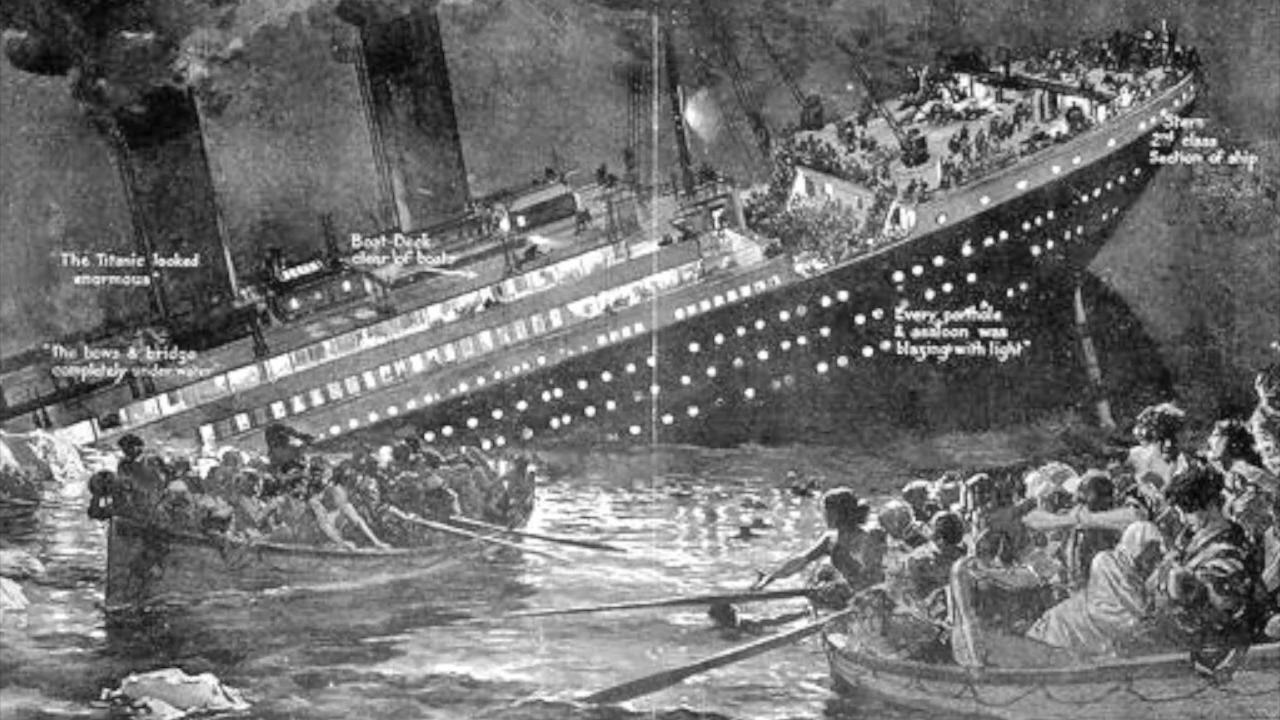 "Stern
2nd class
Section of ship
Boat Deck
clear of boats
"The Titanic looked
enormous"
Every porthole
& saloon was
blazing with light"
"The bows & bridge
completely under water"